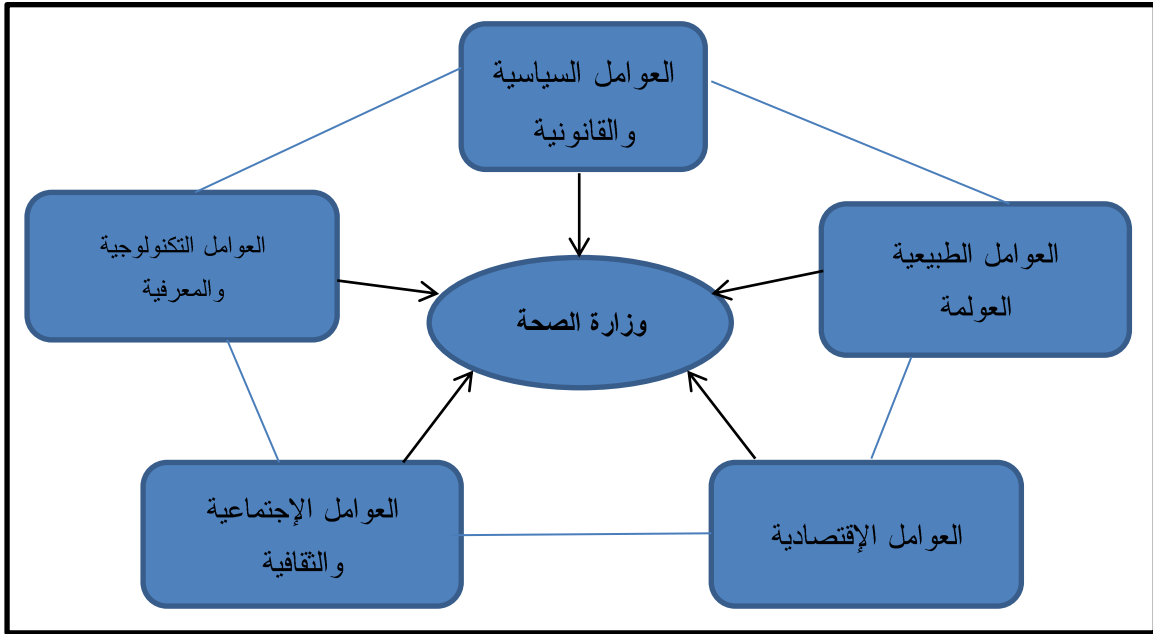 العوامل السياسية
والقانونية
العوامل الطبيعية
العولمة
العوامل التكنولوجية
والمعرفية
وزارة الصحة
العوامل الإقتصادية
العوامل الإجتماعية
والثقافية